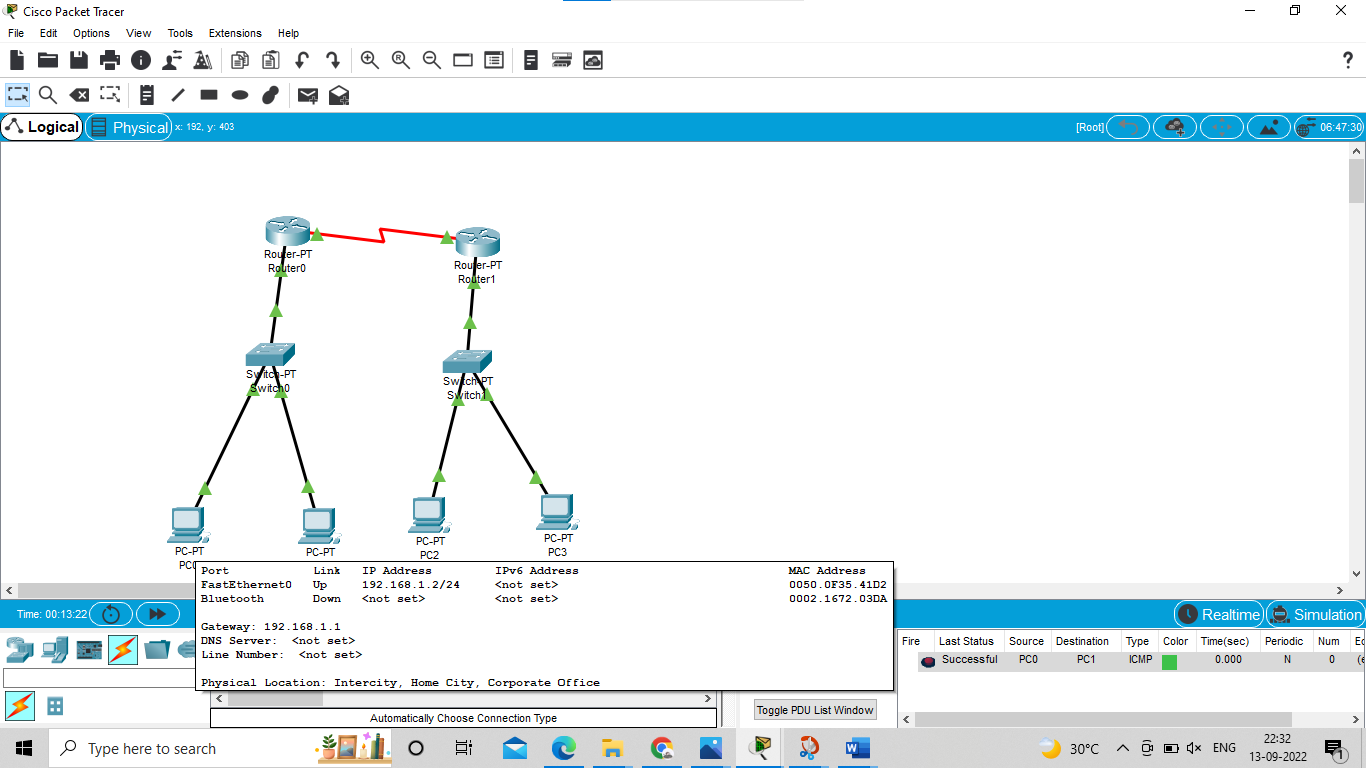 Cisco Packet Tracer
File Edit Options View Tools Extensions Help
Logical Physical x: 192, y: 403 [Root] 06:47:30
Router-PT
Router0
Router-PT
Router1
Switch-PT
Switch0
Switch-PT
Switch1
PC-PT
PC-PT
PC-PT
PC2
PC-PT
PC3
Port Link IP Address IPv6 Address MAC Address
FastEthernet0 Up 192.168.1.2/24 <not set> 0050.0F35.41D2
Bluetooth Down <not set> <not set> 0002.1672.03DA
Gateway: 192.168.1.1
DNS Server: <not set>
Line Number: <not set>
Physical Location: Intercity, Home City, Corporate Office
Time: 00:13:22
Realtime Simulation
Fire Last Status Source Destination Type Color Time(sec) Periodic Num
Successful PC0 PC1 ICMP 0.000 N 0 (e
Automatically Choose Connection Type
Toggle PDU List Window
Type here to search
30°C ENG
22:32
13-09-2022
1